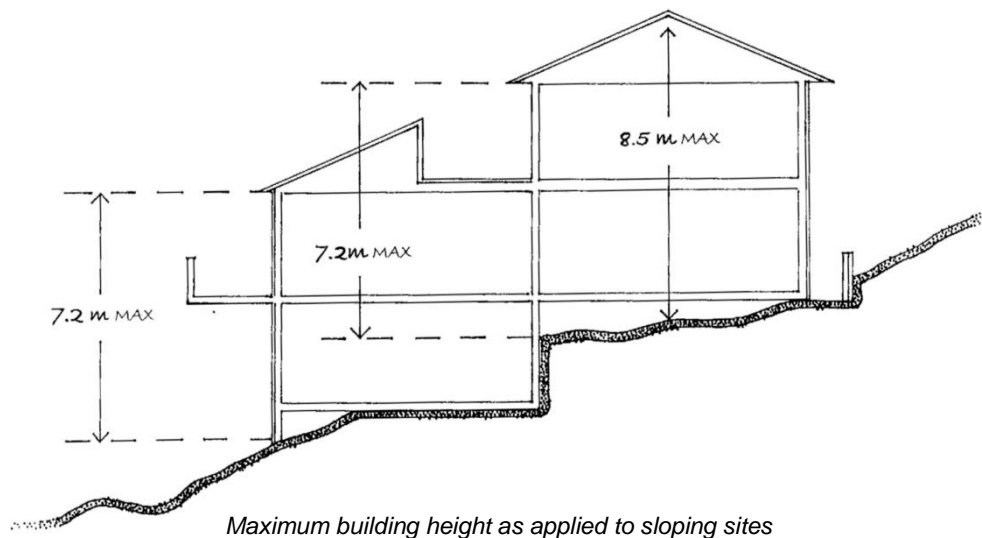 8.5 m MAX
7.2m MAX
7.2 m MAX
Maximum building height as applied to sloping sites